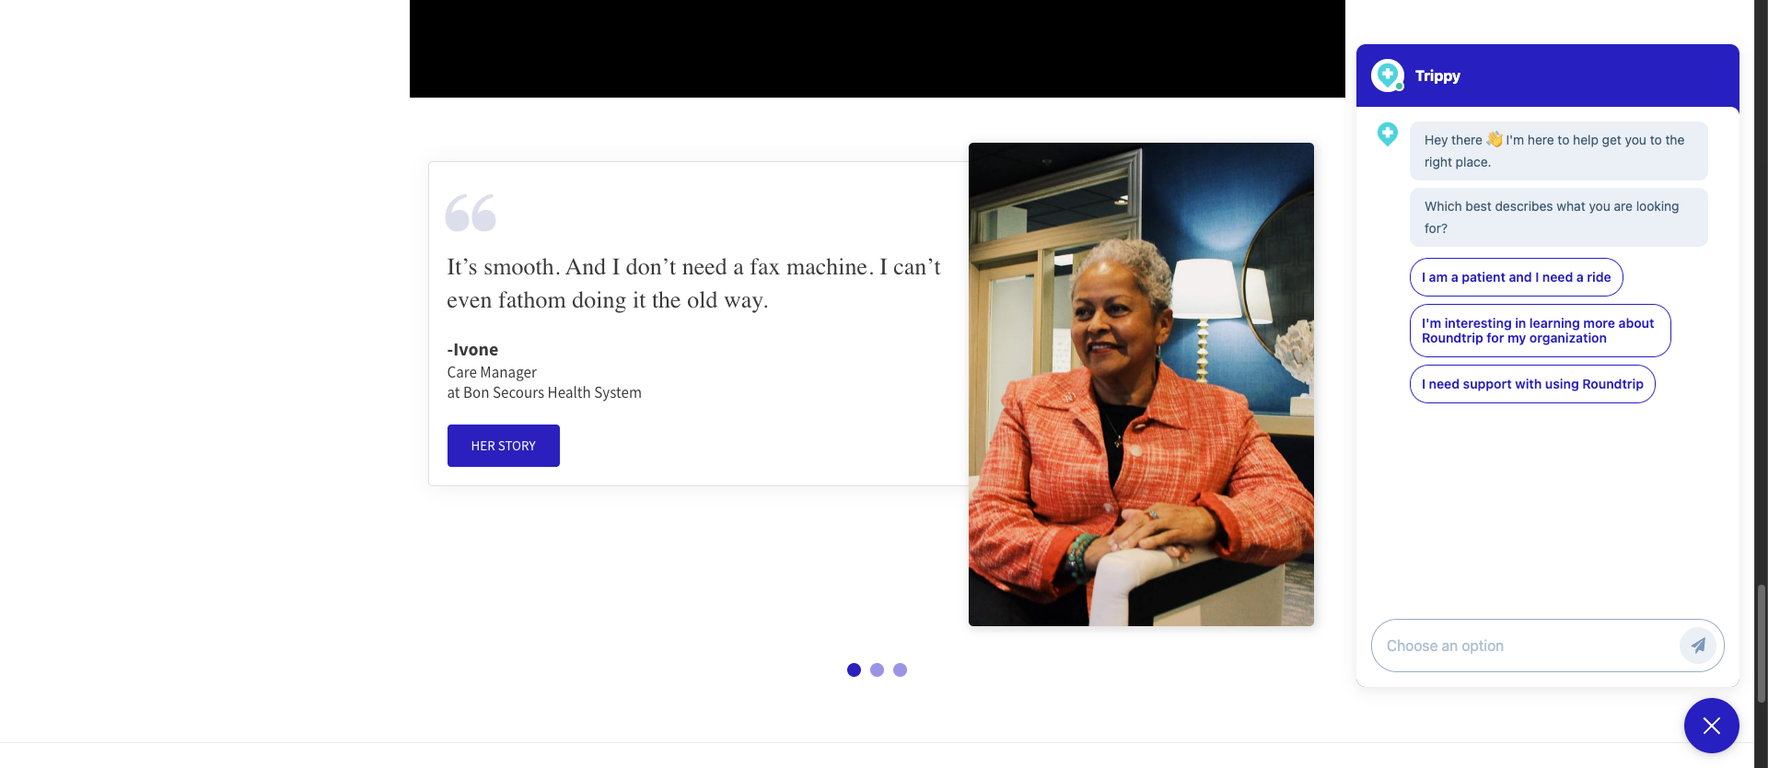 “
It’s smooth. And I don’t need a fax machine. I can’t
even fathom doing it the old way.
-Ivone
Care Manager
at Bon Secours Health System
HER STORY
Trippy
Hey there 👋 I'm here to help get you to the
right place.
Which best describes what you are looking
for?
I am a patient and I need a ride
I'm interesting in learning more about
Roundtrip for my organization
I need support with using Roundtrip
Choose an option